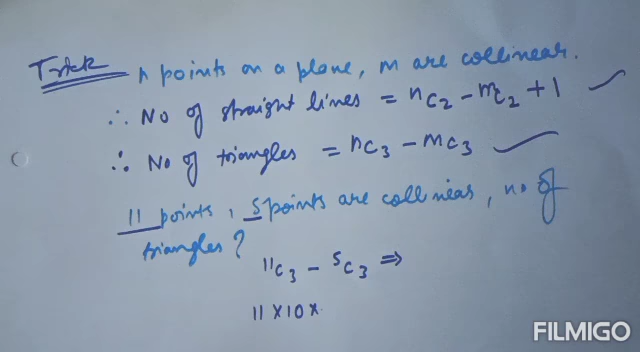 Trick n points on a plane, m are collinear.
∴ No of straight lines = nC2 - mC2 + 1
∴ No of triangles = nC3 - mC3
11 points, 5 points are collinear, no of
triangles?
11C3 - 5C3 ⇒
11 X 10 X
FILMIGO